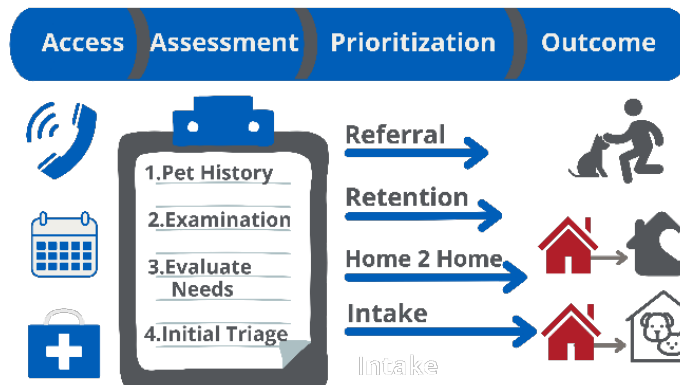 Access Assessment Prioritization Outcome
1.Pet History
2.Examination
3.Evaluate
Needs
4.Initial Triage
Referral
Retention
Home 2 Home
Intake
Intake